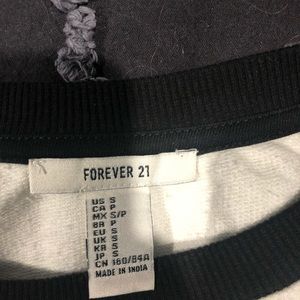 FOREVER 21
US S
CA P
MX S/P
BR P
EU S
UK S
KR S
JP S
CN 160/84A
MADE IN INDIA